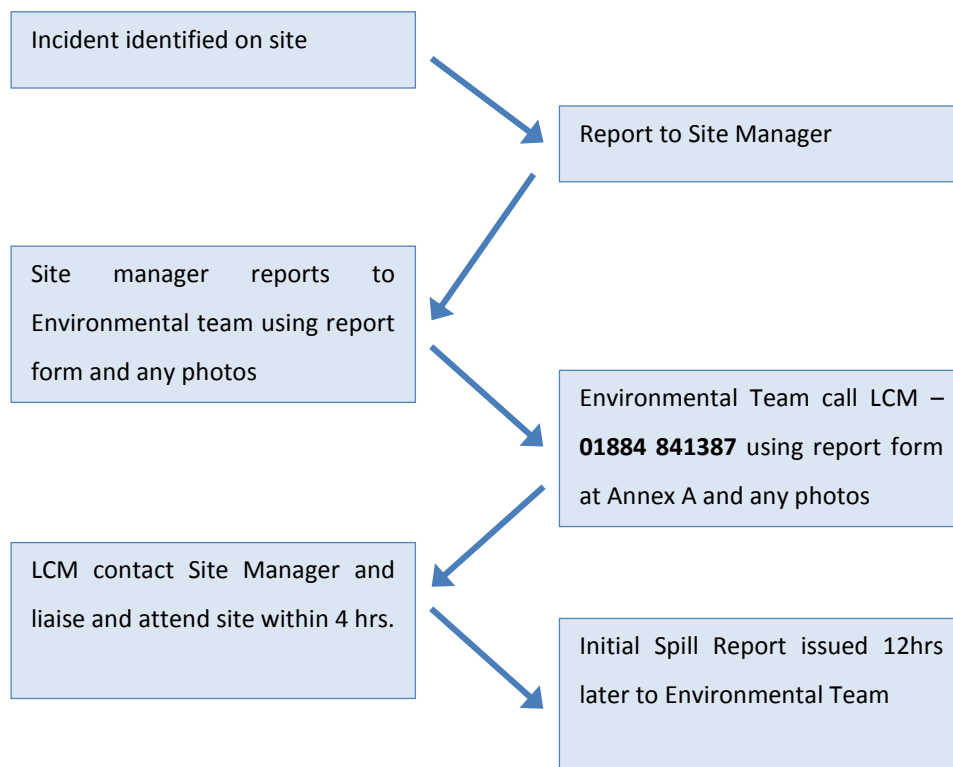 Incident identified on site
Report to Site Manager
Site manager reports to
Environmental team using report
form and any photos
Environmental Team call LCM –
01884 841387 using report form
at Annex A and any photos
LCM contact Site Manager and
liaise and attend site within 4 hrs.
Initial Spill Report issued 12hrs
later to Environmental Team